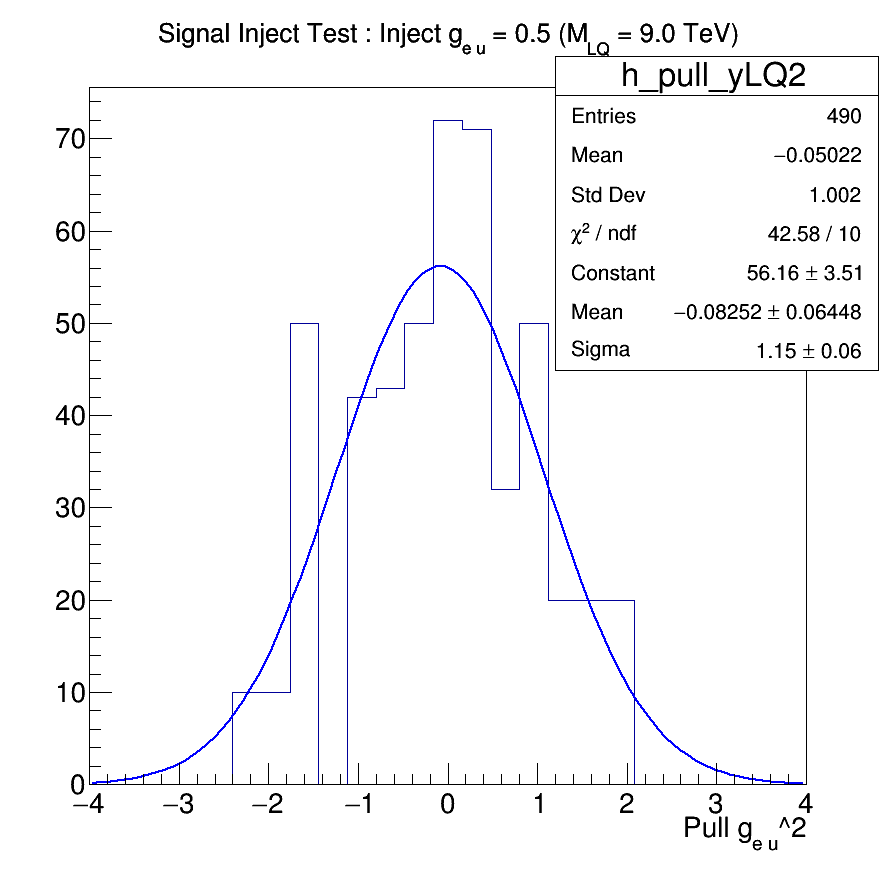 Signal Inject Test : Inject g_{e u} = 0.5 (M_{LQ} = 9.0 TeV)
h_pull_yLQ2
Entries 490
Mean −0.05022
Std Dev 1.002
χ² / ndf 42.58 / 10
Constant 56.16 ± 3.51
Mean −0.08252 ± 0.06448
Sigma 1.15 ± 0.06
70
60
50
40
30
20
10
0
−4 −3 −2 −1 0 1 2 3 4
Pull g_{e u}^2